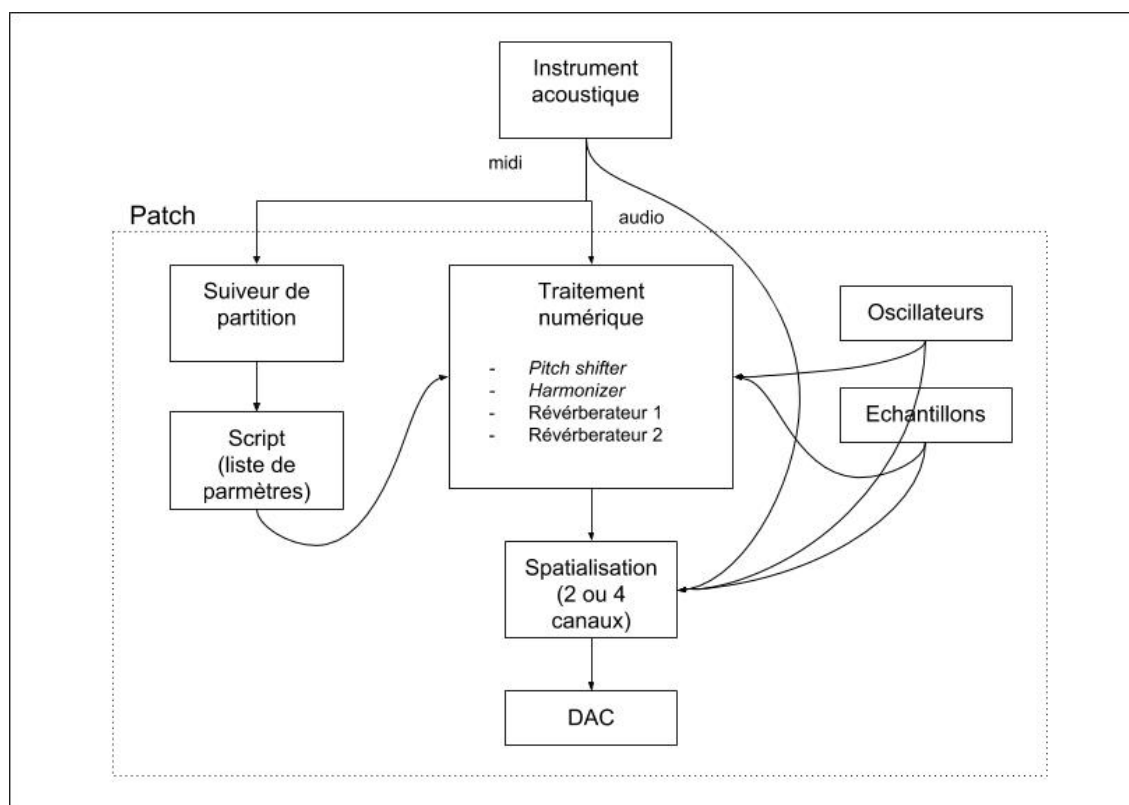 Instrument
acoustique
midi
audio
Patch
Suiveur de
partition
Traitement
numérique
- Pitch shifter
- Harmonizer
- Révérberateur 1
- Révérberateur 2
Oscillateurs
Echantillons
Script
(liste de
parmètres)
Spatialisation
(2 ou 4
canaux)
DAC